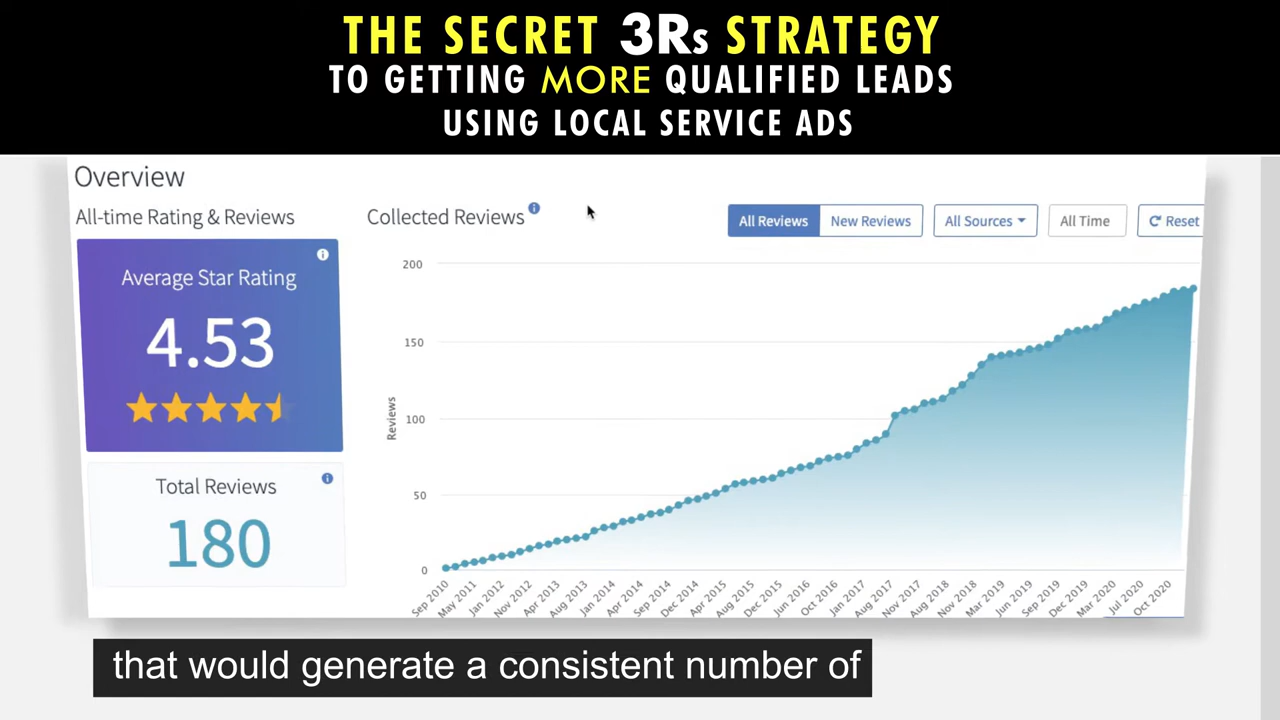 THE SECRET 3Rs STRATEGY
TO GETTING MORE QUALIFIED LEADS
USING LOCAL SERVICE ADS
Overview
All-time Rating & Reviews
Collected Reviews
All Reviews
New Reviews
All Sources
All Time
Reset
Average Star Rating
4.53
Total Reviews
180
Reviews
200
150
100
50
0
Sep 2010
May 2011
Jan 2012
Nov 2012
Apr 2013
Aug 2013
Jan 2014
Apr 2014
Sep 2014
Dec 2014
Apr 2015
Aug 2015
Dec 2015
Jun 2016
Oct 2016
Jan 2017
Aug 2017
Nov 2017
Aug 2018
Nov 2018
Mar 2019
Jun 2019
Sep 2019
Dec 2019
Mar 2020
Jul 2020
Oct 2020
that would generate a consistent number of